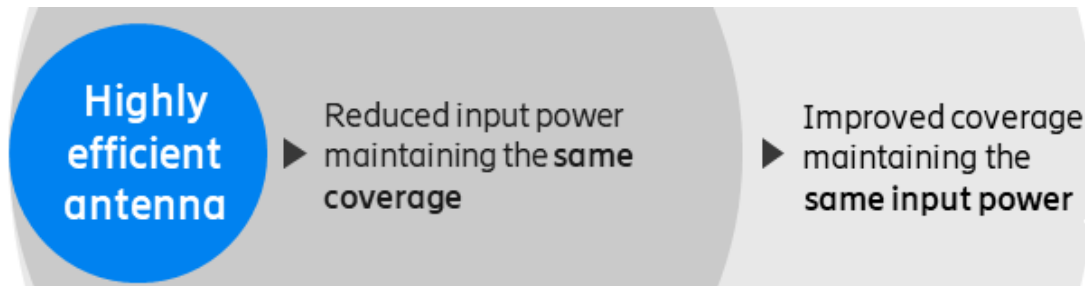 Highly
efficient
antenna
Reduced input power
maintaining the same
coverage
Improved coverage
maintaining the
same input power